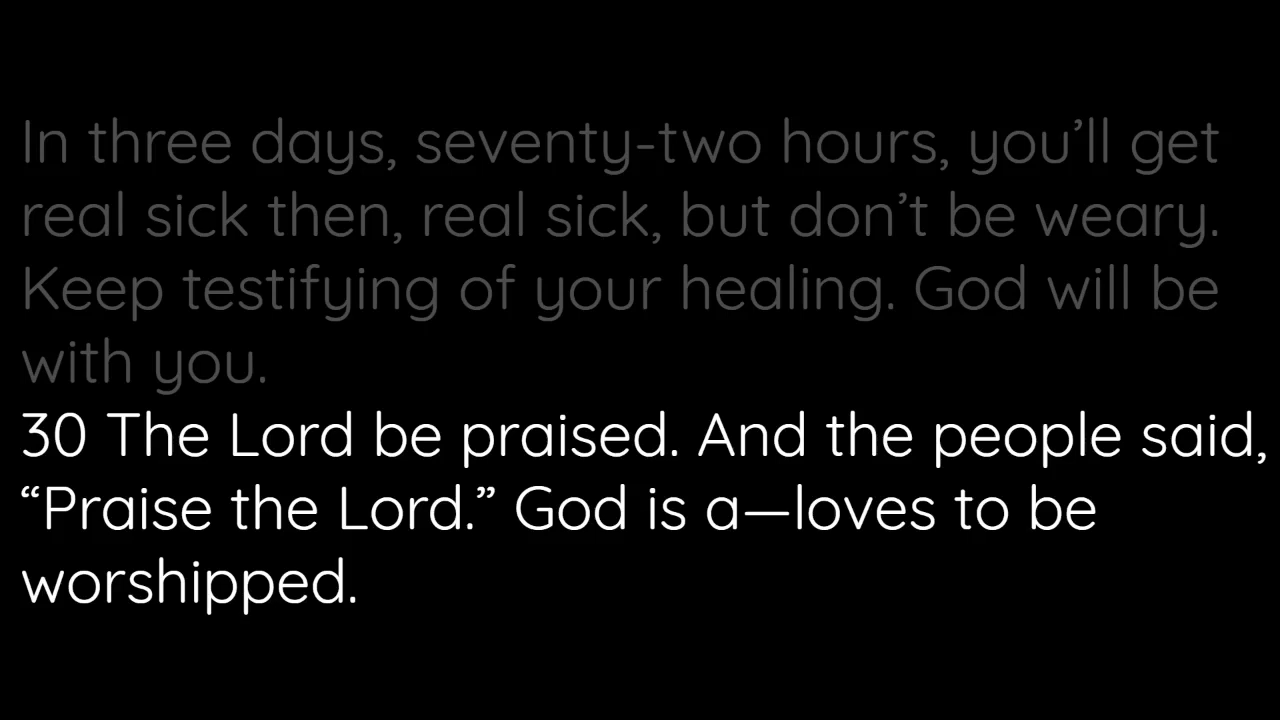 In three days, seventy-two hours, you’ll get
real sick then, real sick, but don’t be weary.
Keep testifying of your healing. God will be
with you.
30 The Lord be praised. And the people said,
“Praise the Lord.” God is a—loves to be
worshipped.